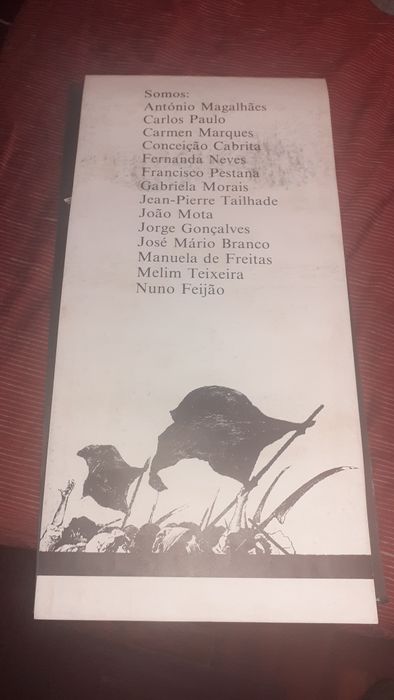 Somos:
António Magalhães
Carlos Paulo
Carmen Marques
Conceição Cabrita
Fernanda Neves
Francisco Pestana
Gabriela Morais
Jean-Pierre Tailhade
João Mota
Jorge Gonçalves
José Mário Branco
Manuela de Freitas
Melim Teixeira
Nuno Feijão